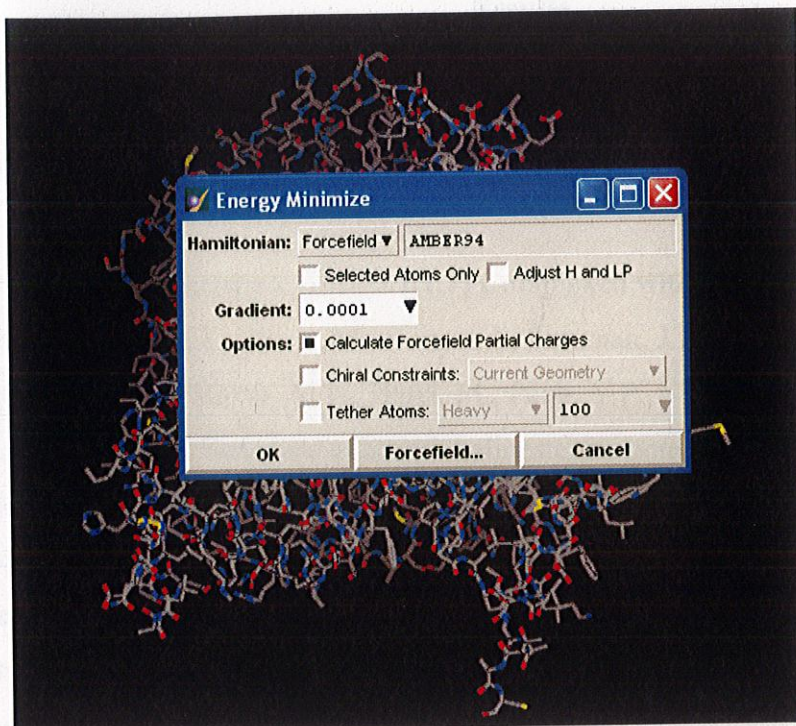 Energy Minimize
Hamiltonian: Forcefield AMBER94
Selected Atoms Only Adjust H and LP
Gradient: 0.0001
Options: Calculate Forcefield Partial Charges
Chiral Constraints: Current Geometry
Tether Atoms: Heavy 100
OK Forcefield... Cancel